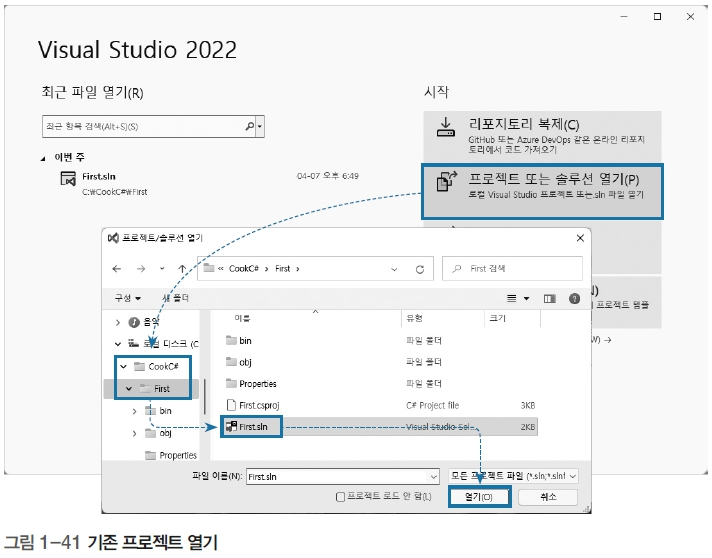 Visual Studio 2022
최근 파일 열기(R)
최근 항목 검색(Alt+S)(S)
이번 주
First.sln
04-07 오후 6:49
C:₩CookC#₩First
시작
리포지토리 복제(C)
GitHub 또는 Azure DevOps 같은 온라인 리포지
토리에서 코드 가져오기
프로젝트 또는 솔루션 열기(P)
로컬 Visual Studio 프로젝트 또는.sln 파일 열기
N)
프로젝트 템플
W) →
프로젝트/솔루션 열기
« CookC# › First ›
First 검색
구성 새 폴더
음악
로컬 디스크 (C
CookC#
First
bin
obj
Properties
이름 유형 크기
bin 파일 폴더
obj 파일 폴더
Properties 파일 폴더
First.csproj C# Project file 3KB
First.sln Visual Studio Sol... 2KB
파일 이름(N): First.sln
모든 프로젝트 파일 (*.sln;*.slnf
프로젝트 로드 안 함(L)
열기(O)
취소
그림 1-41 기존 프로젝트 열기